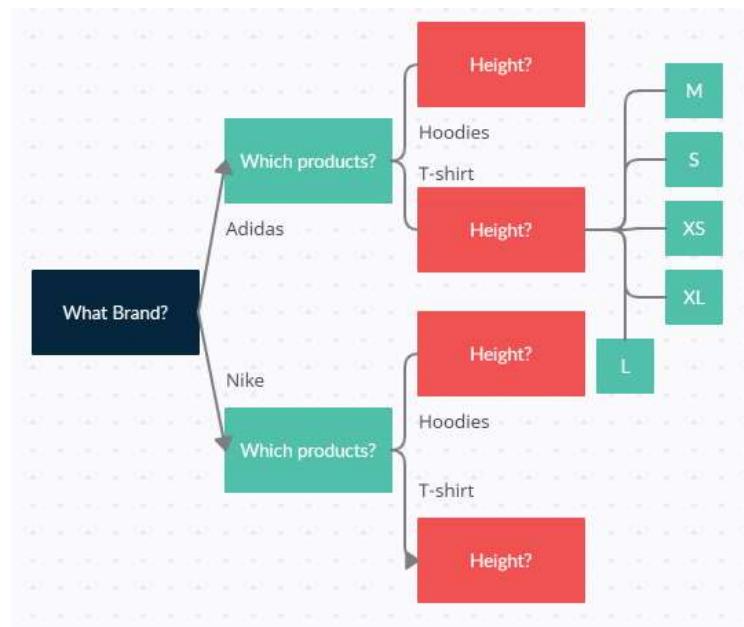 Height?
M
Hoodies
Which products?
S
T-shirt
Adidas
Height?
XS
What Brand?
XL
Height?
L
Nike
Hoodies
Which products?
T-shirt
Height?